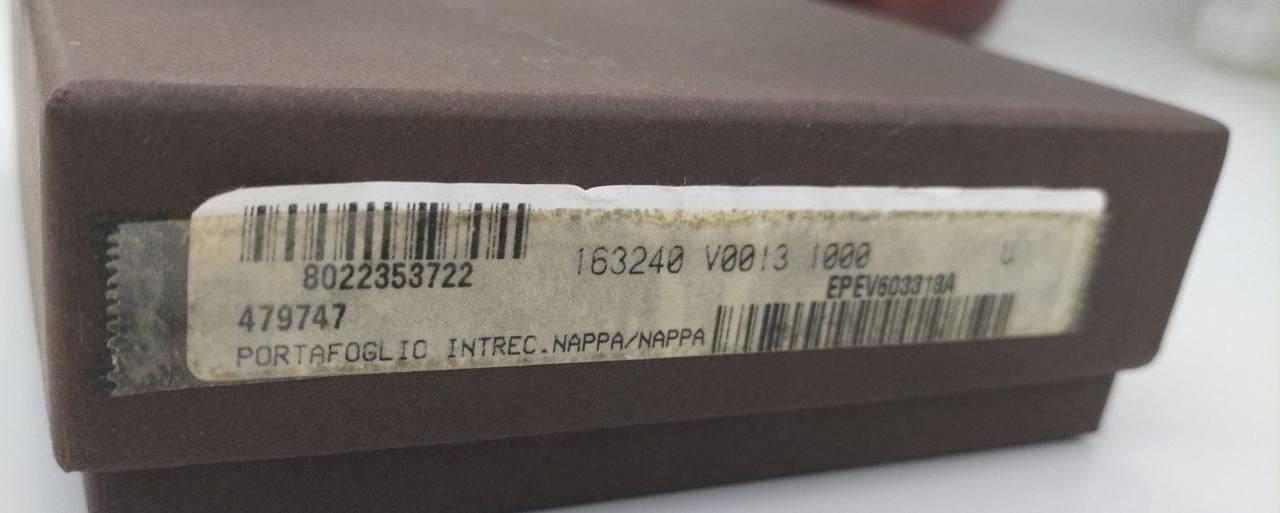 8022353722
163240 V0013 1000 U
EPEV603318A
479747
PORTAFOGLIO INTREC.NAPPA/NAPPA